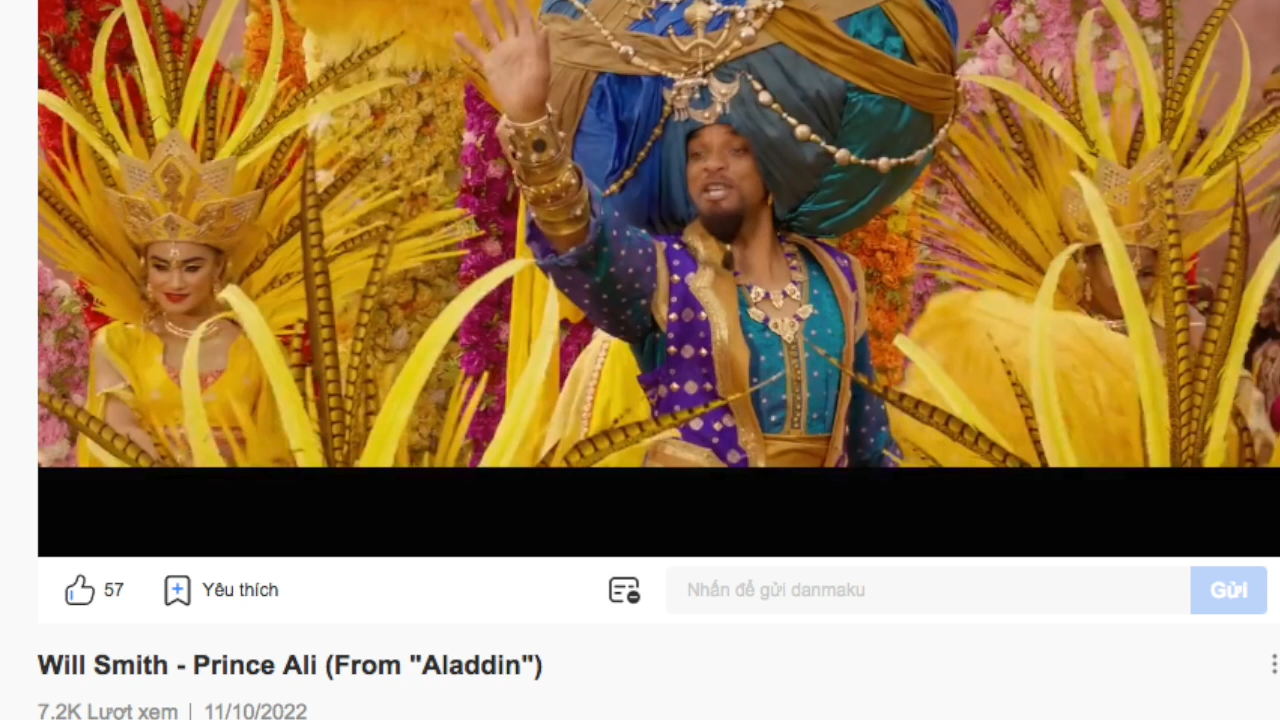 57
Yêu thích
Nhấn để gửi danmaku
Gửi
Will Smith - Prince Ali (From "Aladdin")
7.2K Lượt xem | 11/10/2022